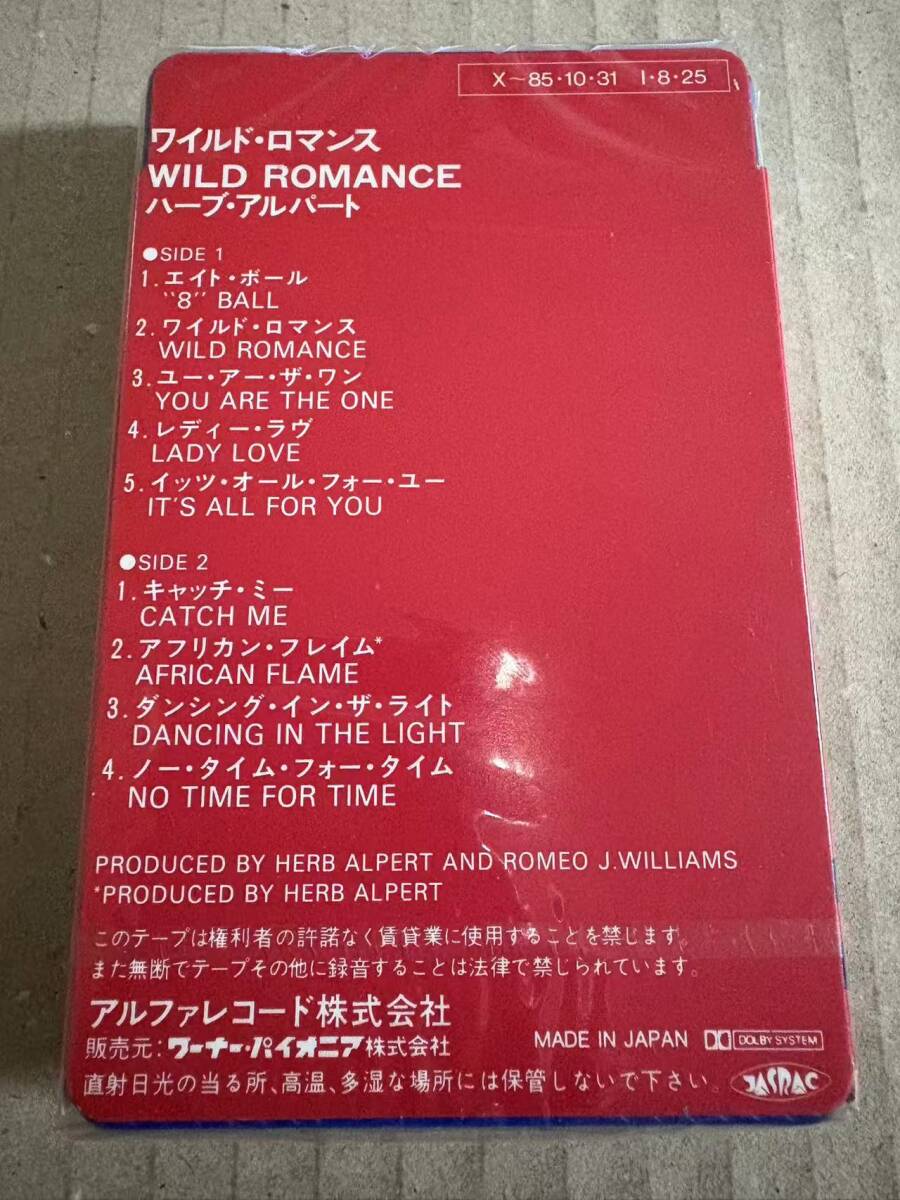 X〜85・10・31 I・8・25
ワイルド・ロマンス
WILD ROMANCE
ハーブ・アルパート
●SIDE 1
1. エイト・ボール
"8" BALL
2. ワイルド・ロマンス
WILD ROMANCE
3. ユー・アー・ザ・ワン
YOU ARE THE ONE
4. レディー・ラヴ
LADY LOVE
5. イッツ・オール・フォー・ユー
IT'S ALL FOR YOU
●SIDE 2
1. キャッチ・ミー
CATCH ME
2. アフリカン・フレイム*
AFRICAN FLAME
3. ダンシング・イン・ザ・ライト
DANCING IN THE LIGHT
4. ノー・タイム・フォー・タイム
NO TIME FOR TIME
PRODUCED BY HERB ALPERT AND ROMEO J.WILLIAMS
*PRODUCED BY HERB ALPERT
このテープは権利者の許諾なく賃貸業に使用することを禁じます。
また無断でテープその他に録音することは法律で禁じられています。
アルファレコード株式会社
販売元：ワーナー・パイオニア株式会社 MADE IN JAPAN DOLBY SYSTEM
直射日光の当る所、高温、多湿な場所には保管しないで下さい。 JASRAC